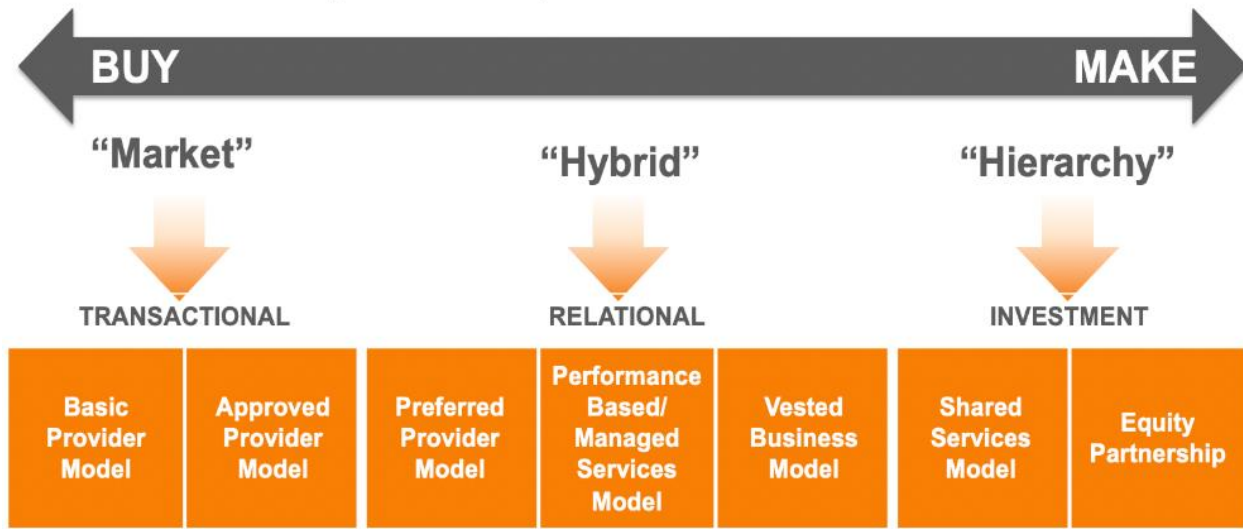 BUY MAKE
“Market” “Hybrid” “Hierarchy”
TRANSACTIONAL RELATIONAL INVESTMENT
Basic
Provider
Model
Approved
Provider
Model
Preferred
Provider
Model
Performance
Based/
Managed
Services
Model
Vested
Business
Model
Shared
Services
Model
Equity
Partnership